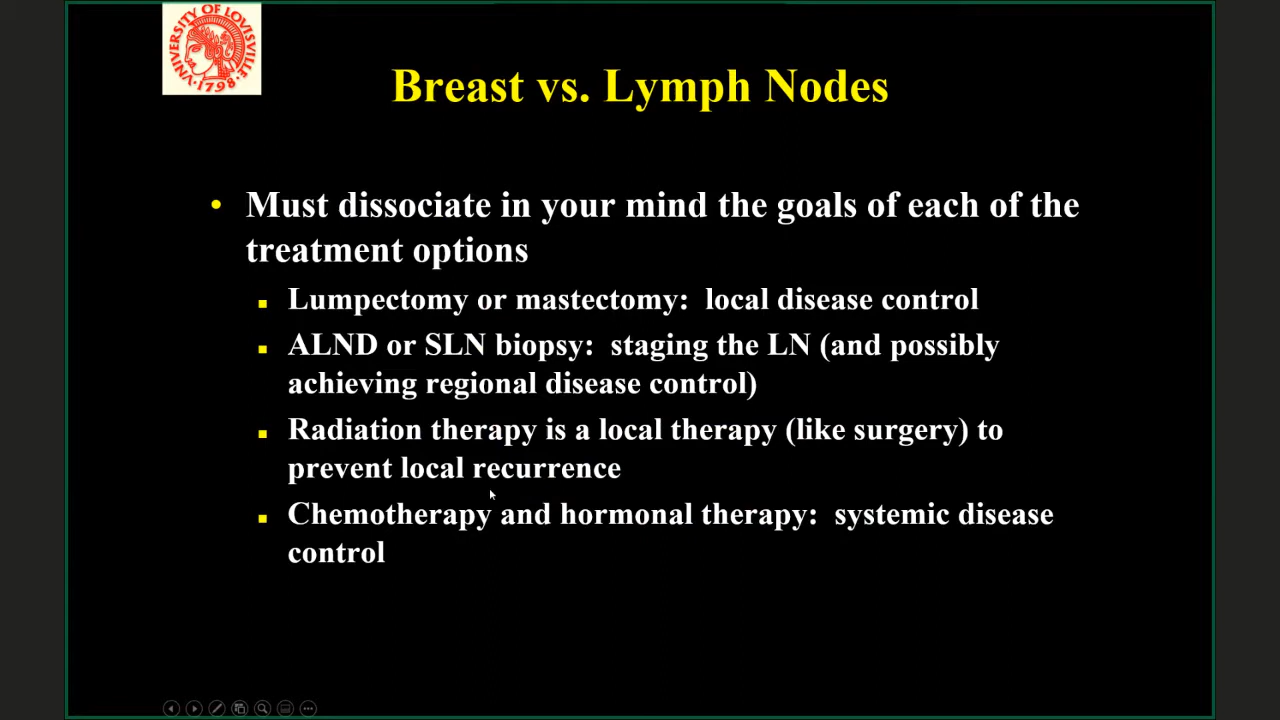 VNIVERSITY OF LOVISVILLE
1798
Breast vs. Lymph Nodes
• Must dissociate in your mind the goals of each of the
treatment options
▪ Lumpectomy or mastectomy: local disease control
▪ ALND or SLN biopsy: staging the LN (and possibly
achieving regional disease control)
▪ Radiation therapy is a local therapy (like surgery) to
prevent local recurrence
▪ Chemotherapy and hormonal therapy: systemic disease
control